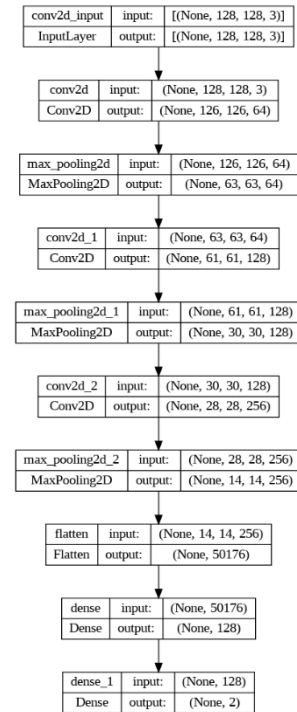 conv2d_input input: [(None, 128, 128, 3)]
InputLayer output: [(None, 128, 128, 3)]
conv2d input: (None, 128, 128, 3)
Conv2D output: (None, 126, 126, 64)
max_pooling2d input: (None, 126, 126, 64)
MaxPooling2D output: (None, 63, 63, 64)
conv2d_1 input: (None, 63, 63, 64)
Conv2D output: (None, 61, 61, 128)
max_pooling2d_1 input: (None, 61, 61, 128)
MaxPooling2D output: (None, 30, 30, 128)
conv2d_2 input: (None, 30, 30, 128)
Conv2D output: (None, 28, 28, 256)
max_pooling2d_2 input: (None, 28, 28, 256)
MaxPooling2D output: (None, 14, 14, 256)
flatten input: (None, 14, 14, 256)
Flatten output: (None, 50176)
dense input: (None, 50176)
Dense output: (None, 128)
dense_1 input: (None, 128)
Dense output: (None, 2)